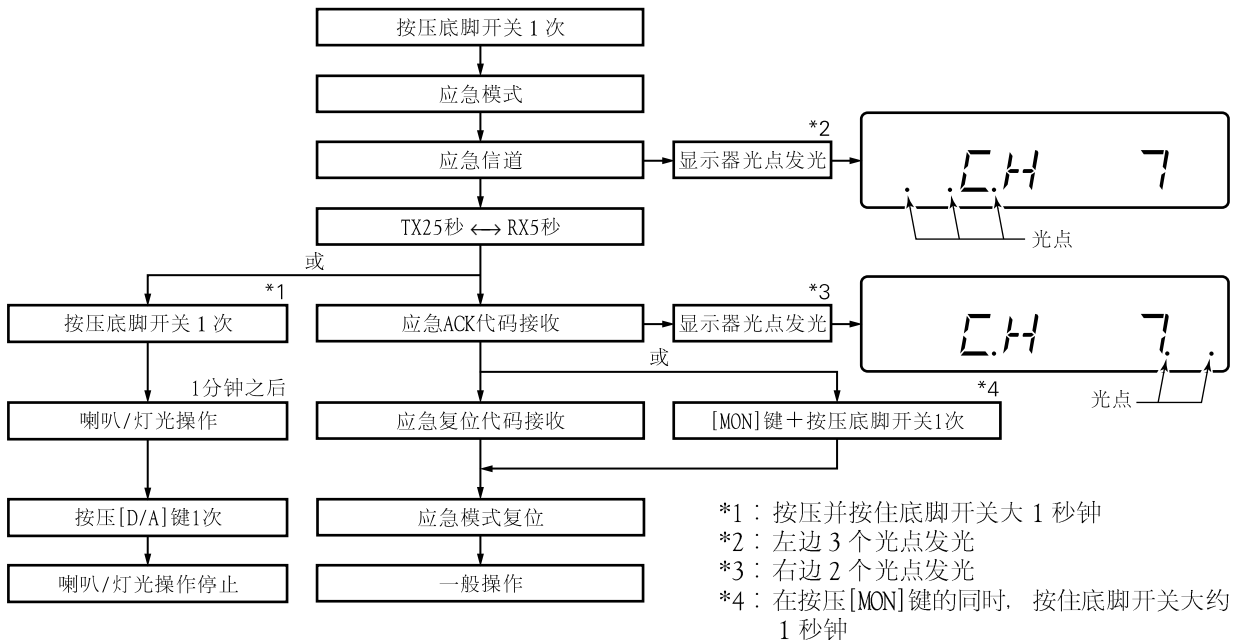 按压底脚开关 1 次
应急模式
应急信道
*2
显示器光点发光
CH 7
光点
TX25秒 ⟷ RX5秒
或
*1
按压底脚开关 1 次
应急ACK代码接收
*3
显示器光点发光
CH 7
光点
或
1分钟之后
喇叭/灯光操作
应急复位代码接收
*4
[MON]键＋按压底脚开关1次
按压[D/A]键1次
应急模式复位
喇叭/灯光操作停止
一般操作
*1：按压并按住底脚开关大 1 秒钟
*2：左边 3 个光点发光
*3：右边 2 个光点发光
*4：在按压[MON]键的同时，按住底脚开关大约
1 秒钟